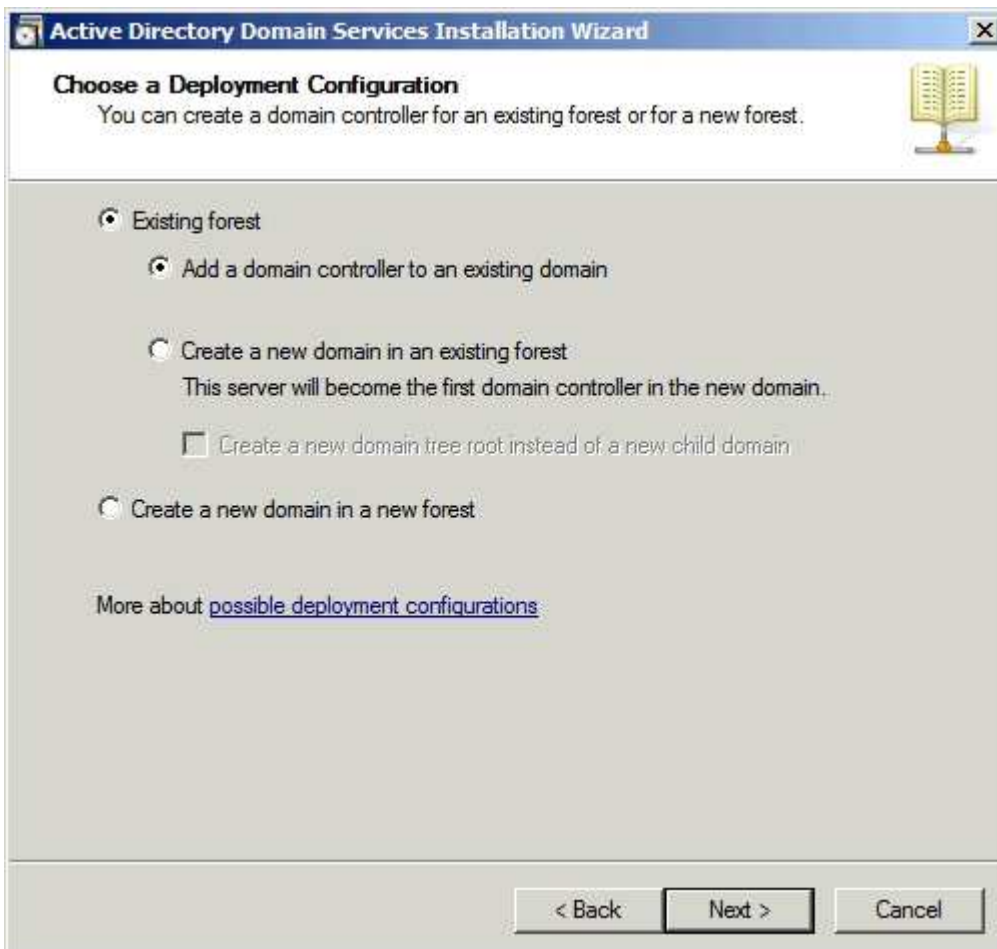 Active Directory Domain Services Installation Wizard
Choose a Deployment Configuration
You can create a domain controller for an existing forest or for a new forest.
Existing forest
Add a domain controller to an existing domain
Create a new domain in an existing forest
This server will become the first domain controller in the new domain.
Create a new domain tree root instead of a new child domain
Create a new domain in a new forest
More about possible deployment configurations
< Back Next > Cancel